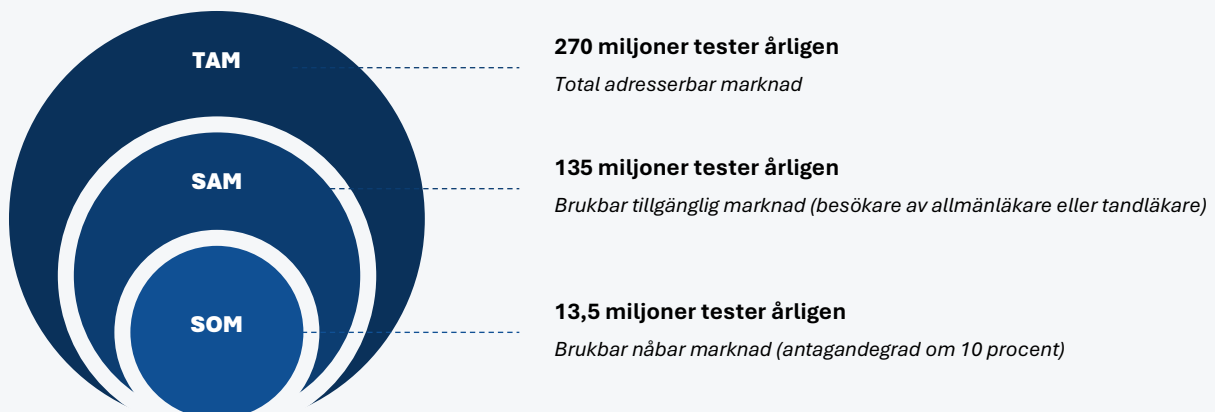 TAM
270 miljoner tester årligen
Total adresserbar marknad
SAM
135 miljoner tester årligen
Brukbar tillgänglig marknad (besökare av allmänläkare eller tandläkare)
SOM
13,5 miljoner tester årligen
Brukbar nåbar marknad (antagandegrad om 10 procent)